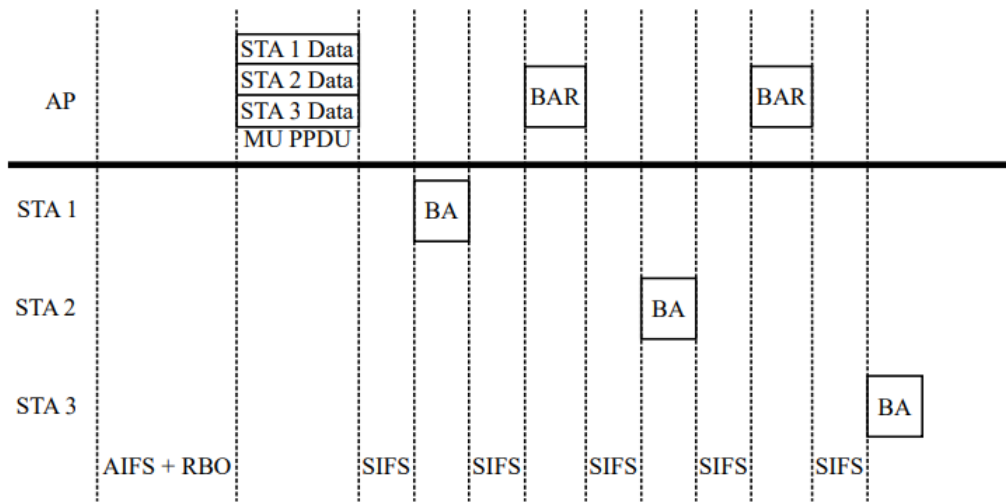 STA 1 Data
STA 2 Data
AP
BAR
BAR
STA 3 Data
MU PPDU
STA 1
BA
STA 2
BA
STA 3
BA
AIFS + RBO
SIFS
SIFS
SIFS
SIFS
SIFS